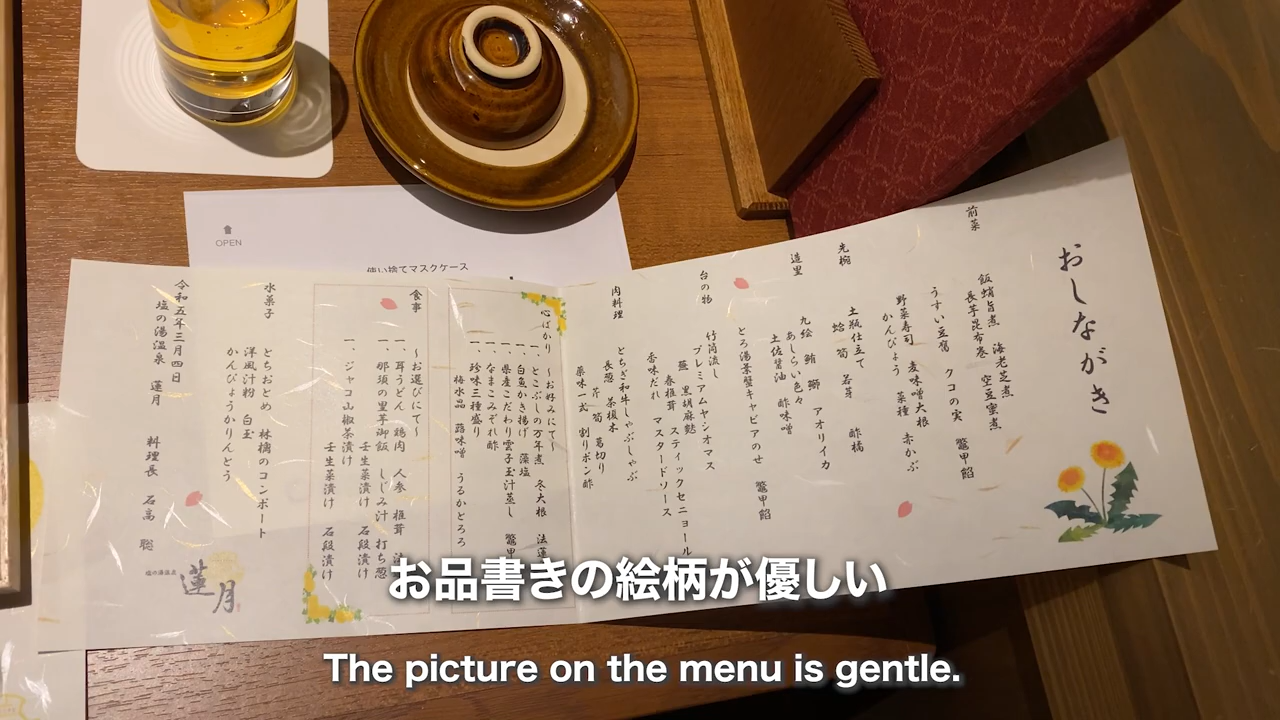 OPEN
使い捨てマスクケース
おしながき
前菜
飯蛸旨煮 海老芝煮
長芋昆布巻 空豆蜜煮
うすい豆腐 クコの実 鼈甲餡
野菜寿司 麦味噌大根
かんぴょう 菜種 赤かぶ
先椀
土瓶仕立て
蛤 筍 若芽 酢橘
造里
九絵 鮪 鰤 アオリイカ
あしらい色々
土佐醤油 酢味噌
台の物
とろ湯葉蟹キャビアのせ 鼈甲餡
竹筒流し
プレミアムヤシオマス
蕪 黒胡麻麩
春椎茸 スティックセニョール
香味だれ マスタードソース
肉料理
とちぎ和牛しゃぶしゃぶ
長葱 茶榎木
芹 筍 葛切り
薬味一式 割りポン酢
心ばかり
〜お好みにて〜
一、とこぶしの万年煮 冬大根 法蓮
一、白魚かき揚げ 藻塩
一、県産こだわり雲子玉汁蒸し 鼈甲
一、なまこみぞれ酢
一、珍味三種盛り
梅水晶 蕗味噌 うるかとろろ
食事
〜お選びにて〜
一、耳うどん 鶏肉 人参 椎茸
一、那須の里芋御飯 しじみ汁 打ち葱
壬生菜漬け 石段漬け
一、ジャコ山椒茶漬け
壬生菜漬け 石段漬け
水菓子
とちおとめ 林檎のコンポート
洋風汁粉 白玉
かんぴょうかりんとう
令和五年三月四日
塩の湯温泉 蓮月 料理長 石高 聡
塩の湯温泉
蓮月
お品書きの絵柄が優しい
The picture on the menu is gentle.